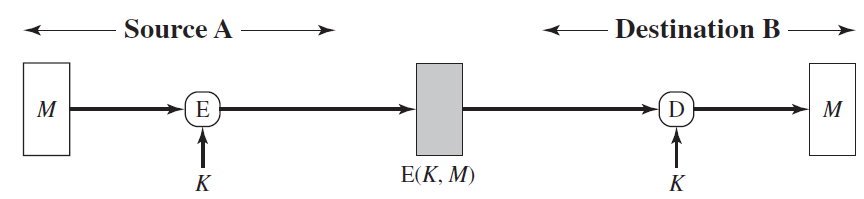 Source A Destination B
M E D M
K E(K, M) K